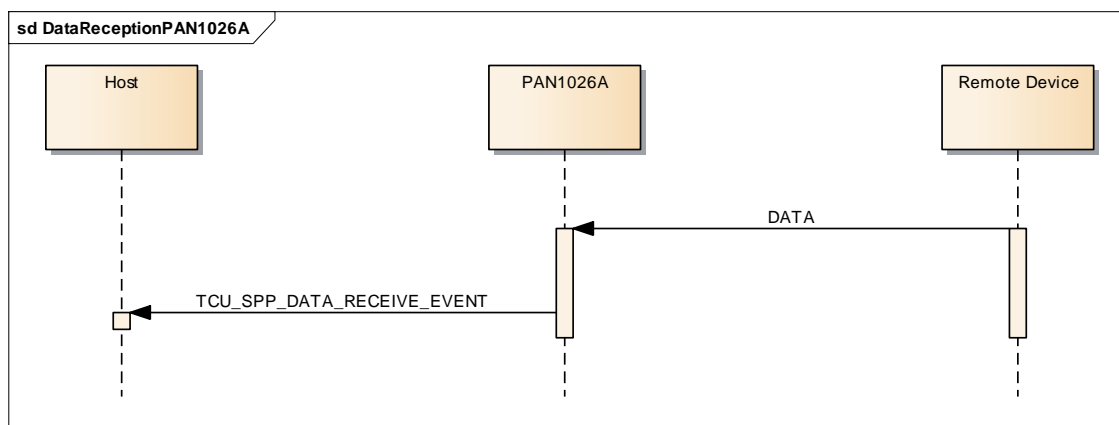 sd DataReceptionPAN1026A
Host
PAN1026A
Remote Device
DATA
TCU_SPP_DATA_RECEIVE_EVENT